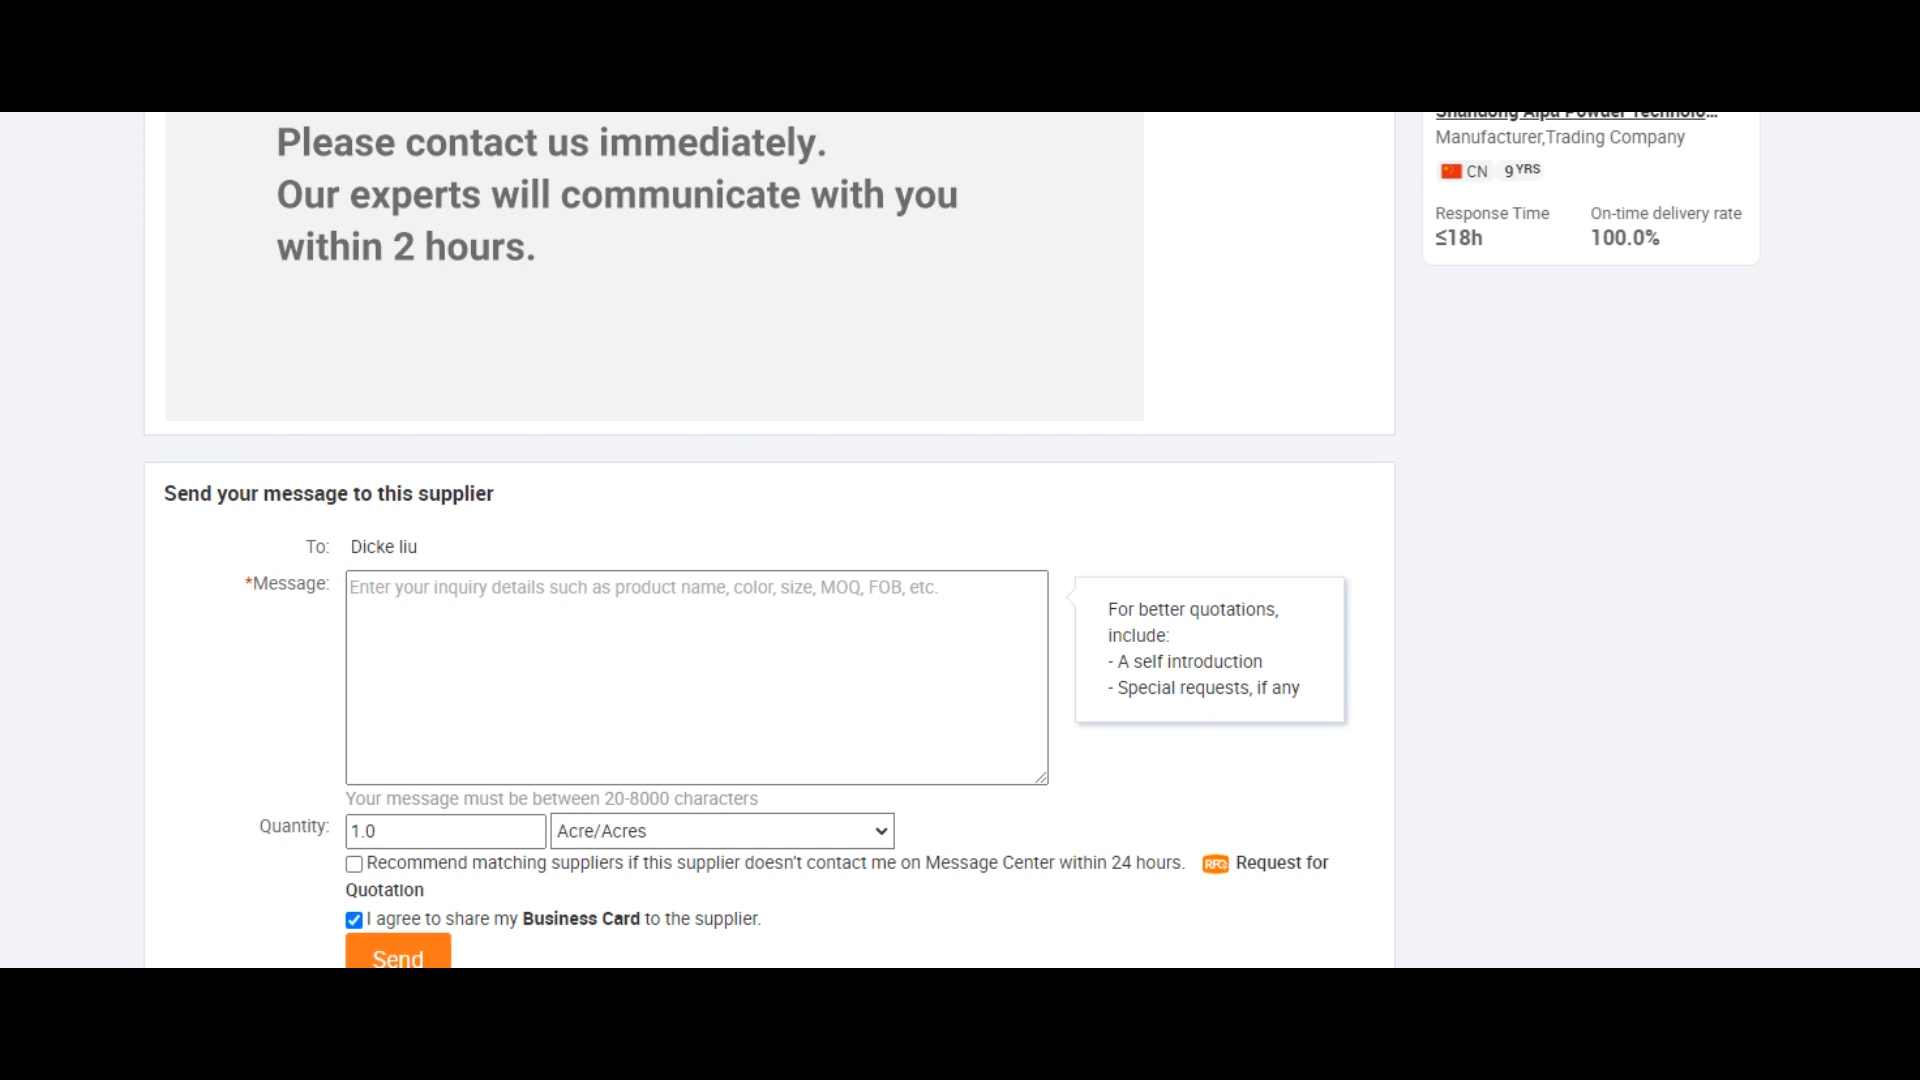 Please contact us immediately.
Our experts will communicate with you
within 2 hours.
Shandong Aipu Powder Technolo...
Manufacturer,Trading Company
CN 9 YRS
Response Time On-time delivery rate
≤18h 100.0%
Send your message to this supplier
To: Dicke liu
*Message: Enter your inquiry details such as product name, color, size, MOQ, FOB, etc.
For better quotations,
include:
- A self introduction
- Special requests, if any
Your message must be between 20-8000 characters
Quantity: 1.0 Acre/Acres
Recommend matching suppliers if this supplier doesn't contact me on Message Center within 24 hours. RFQ Request for
Quotation
I agree to share my Business Card to the supplier.
Send